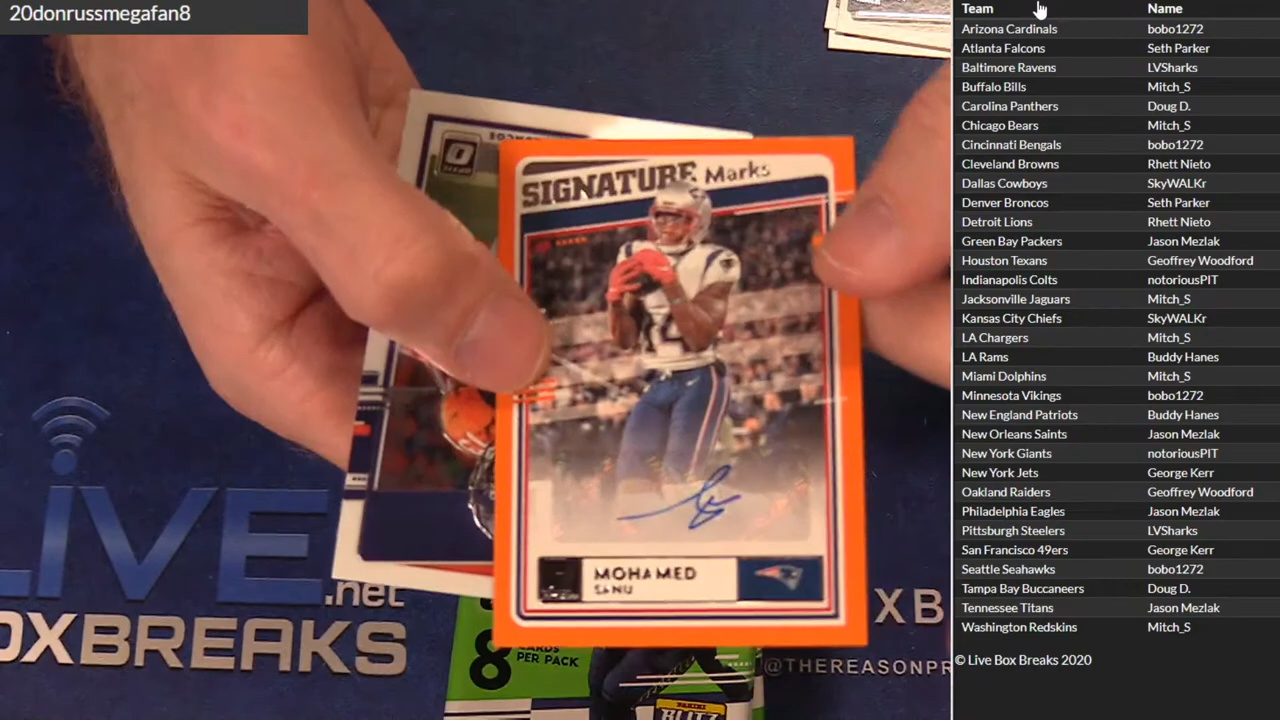 20donrussmegafan8
SIGNATURE Marks
MOHAMED
SANU
LIVE
.net
OXBREAKS
XB
@THEREASONPR
8
CARDS
PER PACK
PANINI
BLITZ
Team Name
Arizona Cardinals bobo1272
Atlanta Falcons Seth Parker
Baltimore Ravens LVSharks
Buffalo Bills Mitch_S
Carolina Panthers Doug D.
Chicago Bears Mitch_S
Cincinnati Bengals bobo1272
Cleveland Browns Rhett Nieto
Dallas Cowboys SkyWALKr
Denver Broncos Seth Parker
Detroit Lions Rhett Nieto
Green Bay Packers Jason Mezlak
Houston Texans Geoffrey Woodford
Indianapolis Colts notoriousPIT
Jacksonville Jaguars Mitch_S
Kansas City Chiefs SkyWALKr
LA Chargers Mitch_S
LA Rams Buddy Hanes
Miami Dolphins Mitch_S
Minnesota Vikings bobo1272
New England Patriots Buddy Hanes
New Orleans Saints Jason Mezlak
New York Giants notoriousPIT
New York Jets George Kerr
Oakland Raiders Geoffrey Woodford
Philadelphia Eagles Jason Mezlak
Pittsburgh Steelers LVSharks
San Francisco 49ers George Kerr
Seattle Seahawks bobo1272
Tampa Bay Buccaneers Doug D.
Tennessee Titans Jason Mezlak
Washington Redskins Mitch_S
© Live Box Breaks 2020